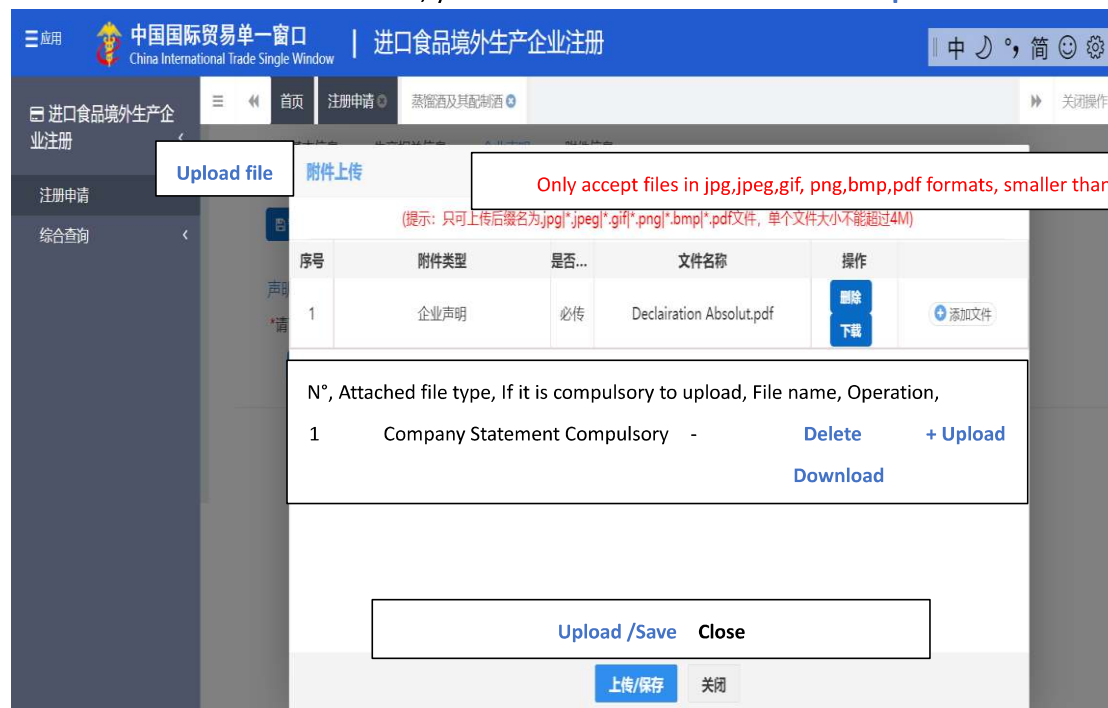 应用
中国国际贸易单一窗口 | 进口食品境外生产企业注册
China International Trade Single Window
中 简
进口食品境外生产企业注册
首页 注册申请 蒸馏酒及其配制酒 关闭操作
注册申请
综合查询
企业声明
Upload file
附件上传
Only accept files in jpg,jpeg,gif, png,bmp,pdf formats, smaller than
(提示: 只可上传后缀名为.jpg|*.jpeg|*.gif|*.png|*.bmp|*.pdf文件, 单个文件大小不能超过4M)
序号 附件类型 是否... 文件名称 操作
1 企业声明 必传 Declairation Absolut.pdf 删除 下载 添加文件
声明
*请
N°, Attached file type, If it is compulsory to upload, File name, Operation,
1 Company Statement Compulsory - Delete + Upload
Download
Upload /Save Close
上传/保存 关闭